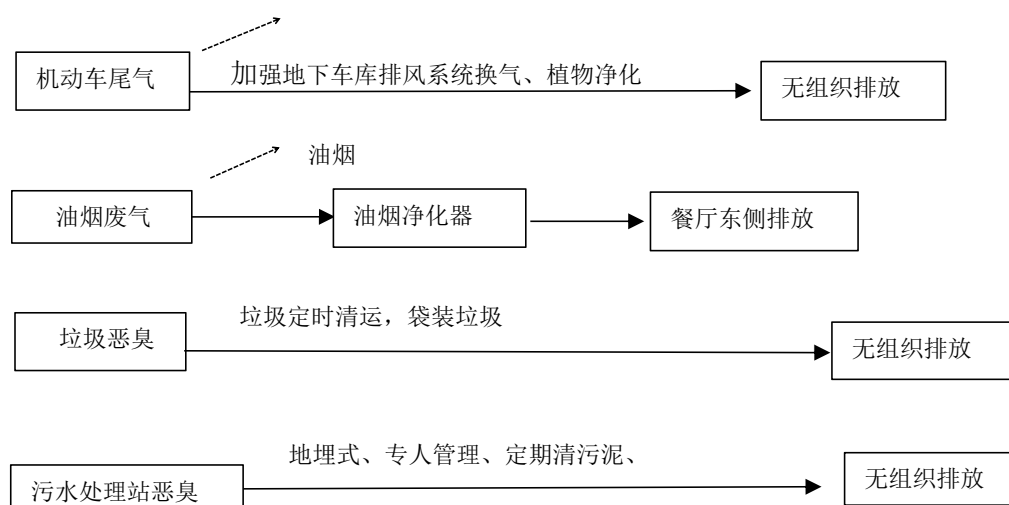 机动车尾气
加强地下车库排风系统换气、植物净化
无组织排放
油烟
油烟废气
油烟净化器
餐厅东侧排放
垃圾定时清运，袋装垃圾
垃圾恶臭
无组织排放
地埋式、专人管理、定期清污泥、
污水处理站恶臭
无组织排放